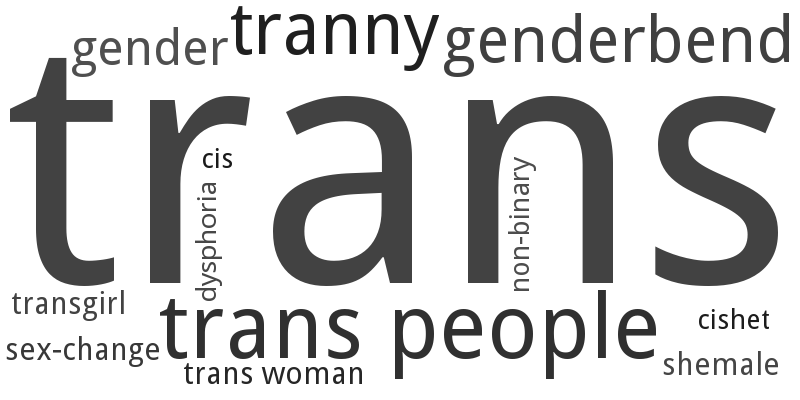 gender tranny genderbend
trans
cis
dysphoria
non-binary
transgirl
trans people
cishet
sex-change
shemale
trans woman